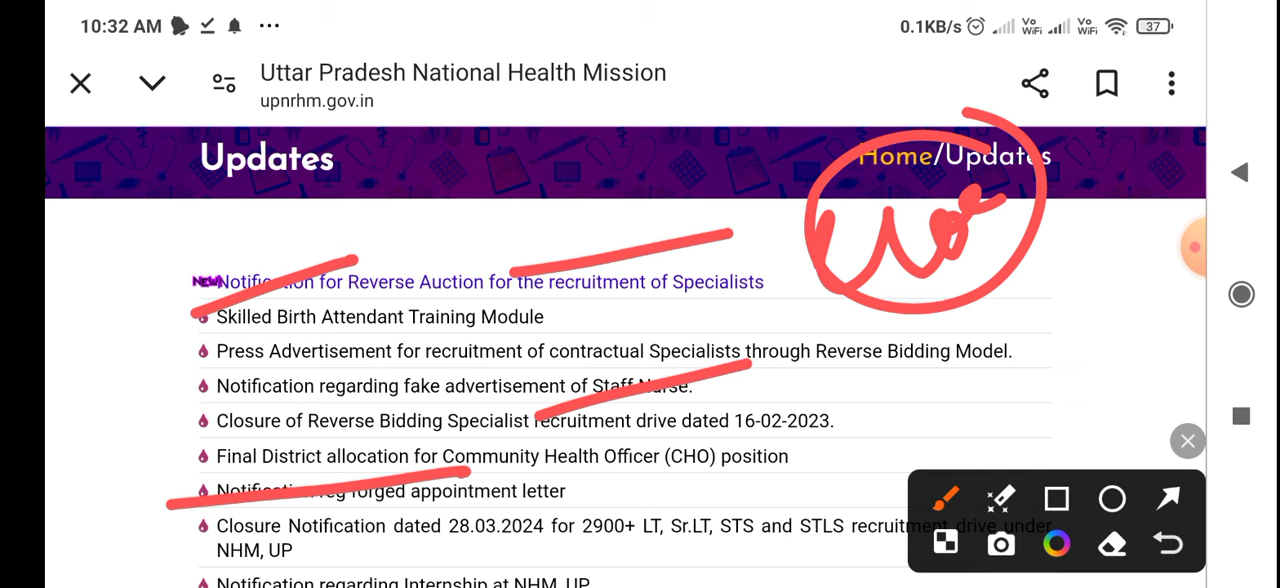 10:32 AM 0.1KB/s Vo WiFi Vo WiFi 37
Uttar Pradesh National Health Mission
upnrhm.gov.in
Updates Home/Updates
NEW Notification for Reverse Auction for the recruitment of Specialists
Skilled Birth Attendant Training Module
Press Advertisement for recruitment of contractual Specialists through Reverse Bidding Model.
Notification regarding fake advertisement of Staff Nurse.
Closure of Reverse Bidding Specialist recruitment drive dated 16-02-2023.
Final District allocation for Community Health Officer (CHO) position
Notification reg forged appointment letter
Closure Notification dated 28.03.2024 for 2900+ LT, Sr.LT, STS and STLS recruitment drive under
NHM, UP
Notification regarding Internship at NHM, UP